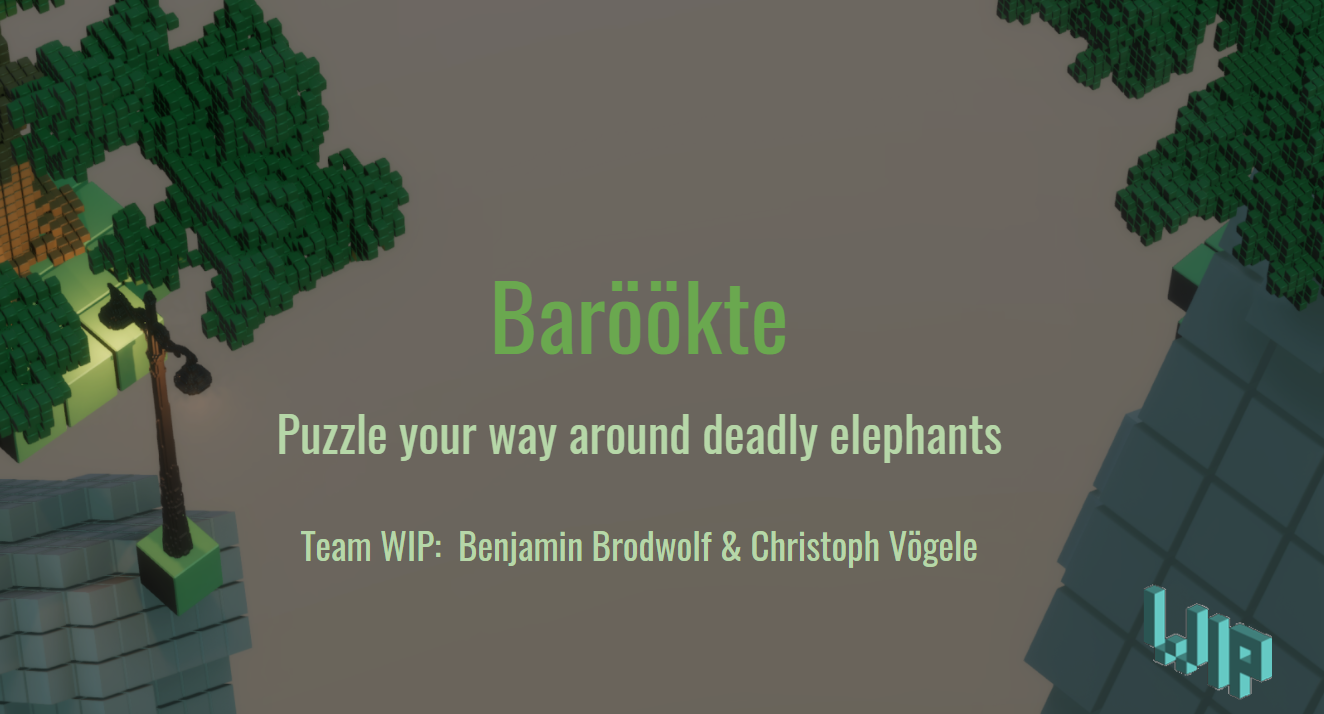 Baröökte
Puzzle your way around deadly elephants
Team WIP: Benjamin Brodwolf & Christoph Vögele
WIP